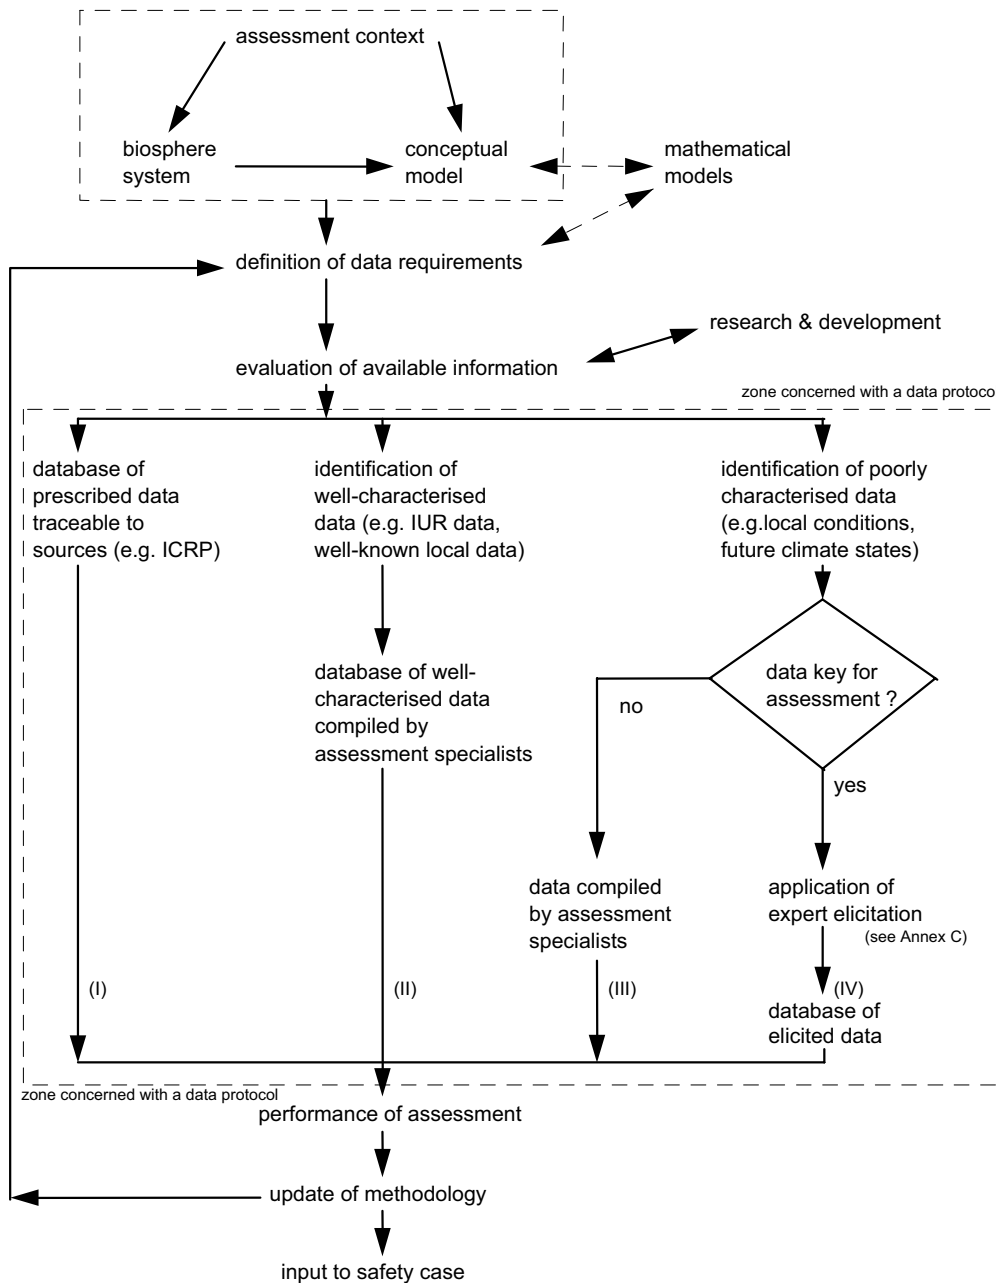 assessment context
biosphere
system
conceptual
model
mathematical
models
definition of data requirements
research & development
evaluation of available information
zone concerned with a data protoco
database of
prescribed data
traceable to
sources (e.g. ICRP)
identification of
well-characterised
data (e.g. IUR data,
well-known local data)
identification of poorly
characterised data
(e.g.local conditions,
future climate states)
database of well-
characterised data
compiled by
assessment specialists
data key for
assessment ?
no
yes
data compiled
by assessment
specialists
application of
expert elicitation
(see Annex C)
(I)
(II)
(III)
(IV)
database of
elicited data
zone concerned with a data protocol
performance of assessment
update of methodology
input to safety case